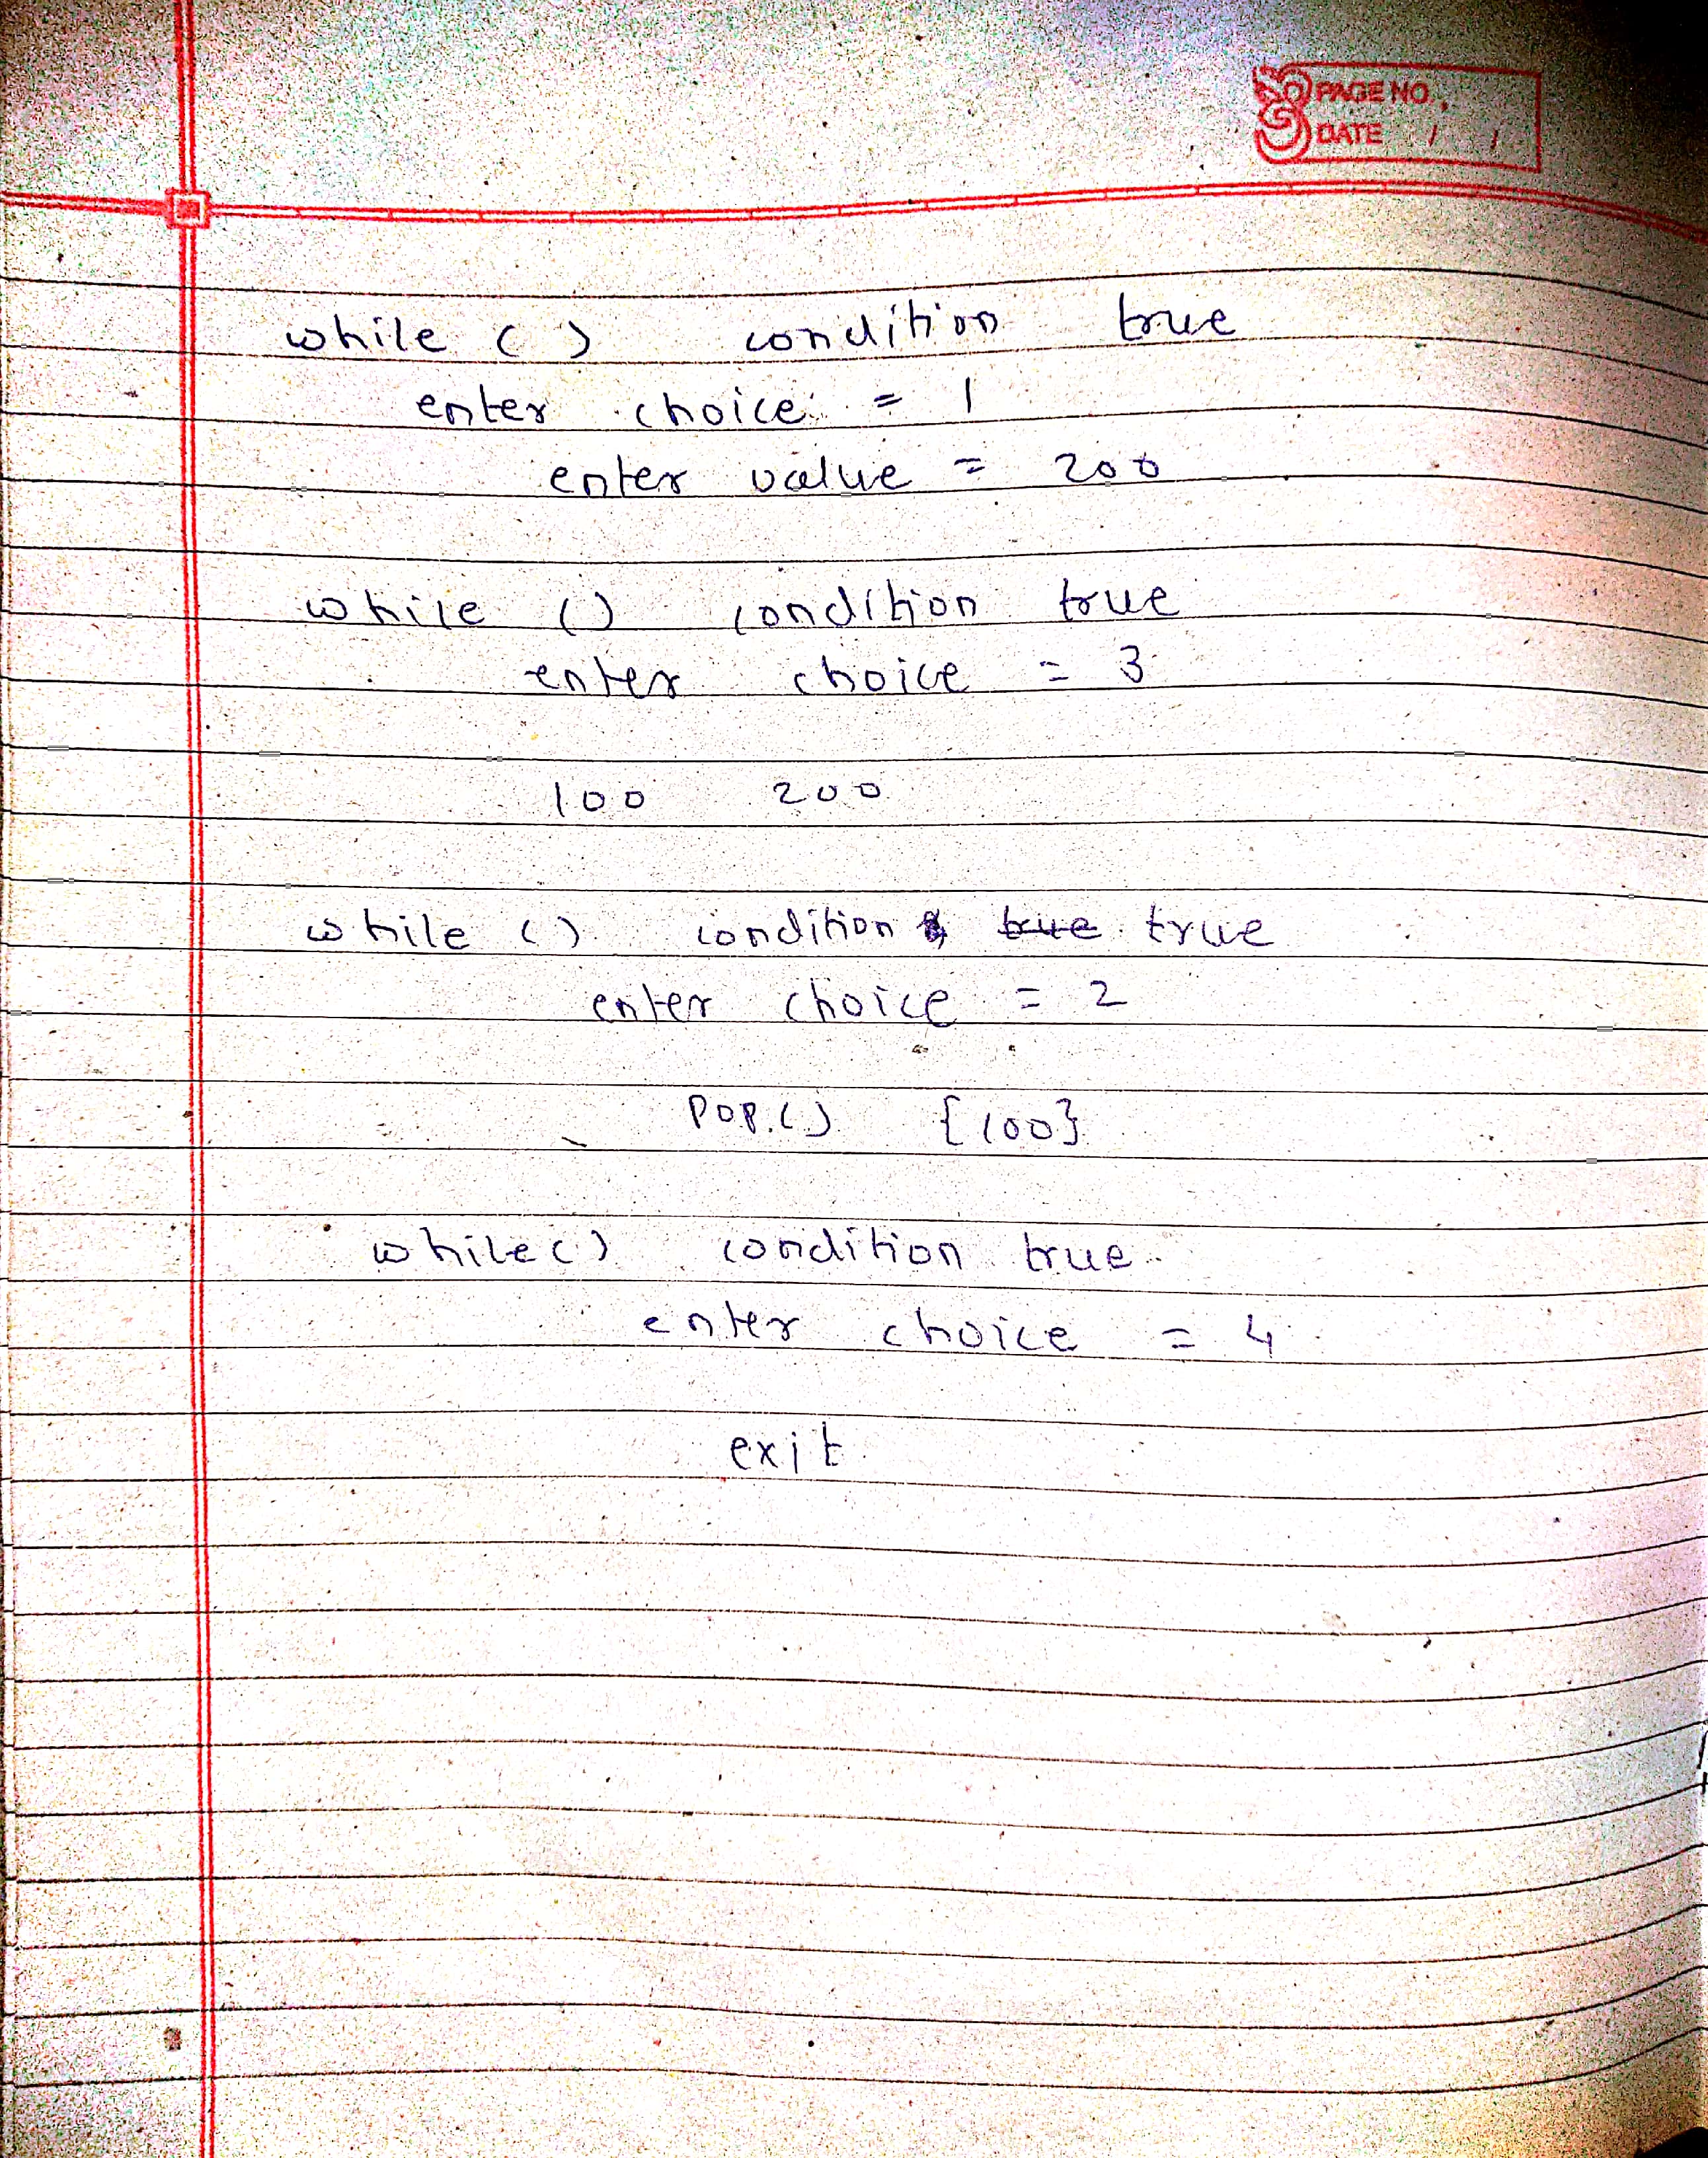 PAGE NO.
DATE / /
while ( ) condition true
enter choice = 1
enter value = 200
while () condition true
enter choice = 3
100 200
while () condition true true
enter choice = 2
pop.() {100}
while() condition true
enter choice = 4
exit